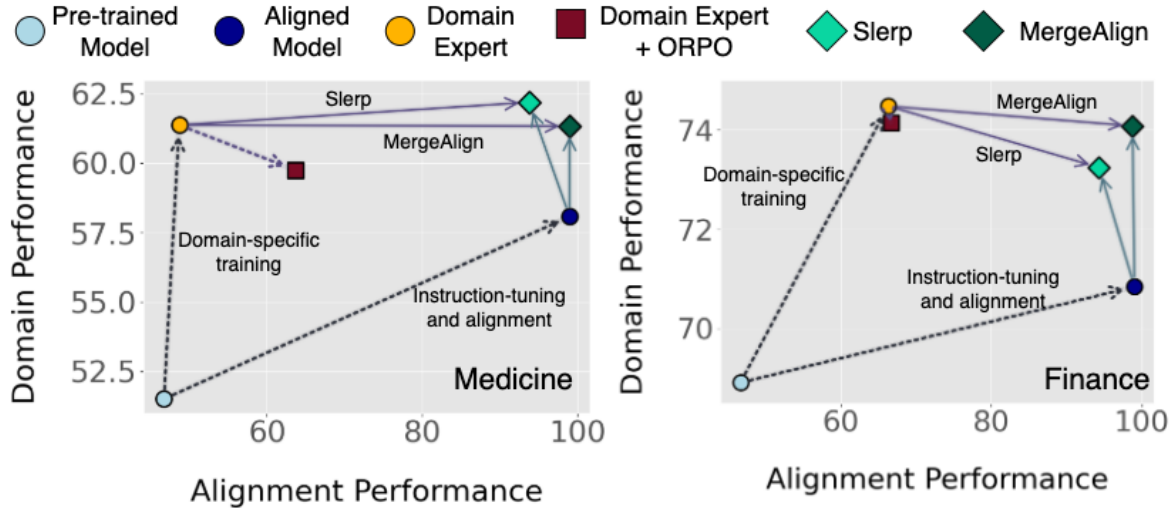 Pre-trained
Model
Aligned
Model
Domain
Expert
Domain Expert
+ ORPO
Slerp
MergeAlign
Domain Performance
62.5
60.0
57.5
55.0
52.5
Slerp
MergeAlign
Domain-specific
training
Instruction-tuning
and alignment
Medicine
60
80
100
Alignment Performance
Domain Performance
74
72
70
MergeAlign
Slerp
Domain-specific
training
Instruction-tuning
and alignment
Finance
60
80
100
Alignment Performance